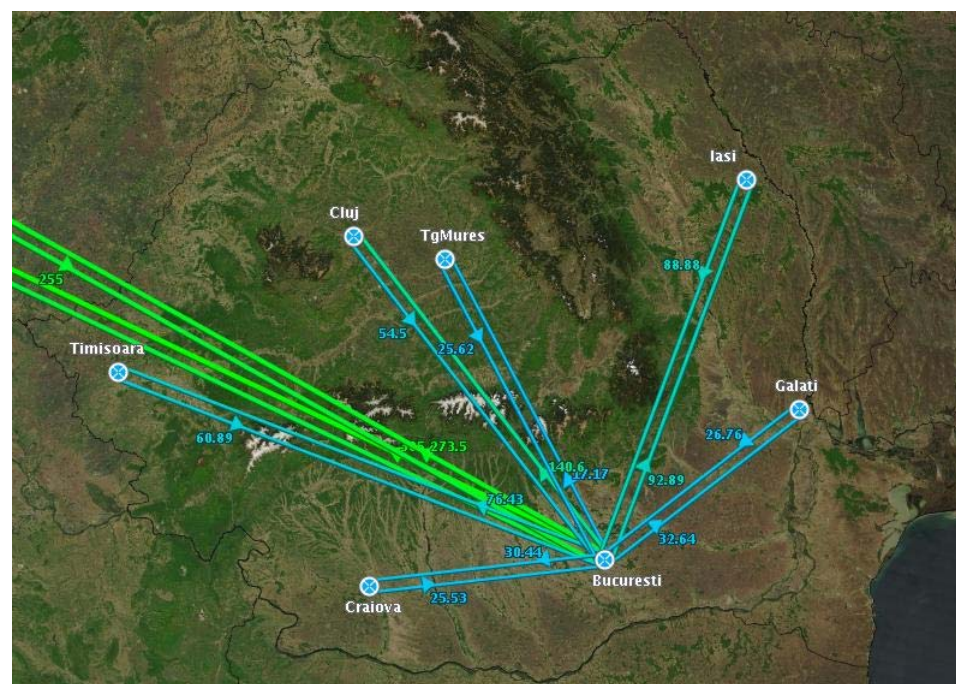 Iasi
Cluj
TgMures
88.88
255
54.5
25.62
Timisoara
Galati
60.89
273.5
26.76
140.6
17.17
92.89
76.43
32.64
30.44
Bucuresti
25.53
Craiova